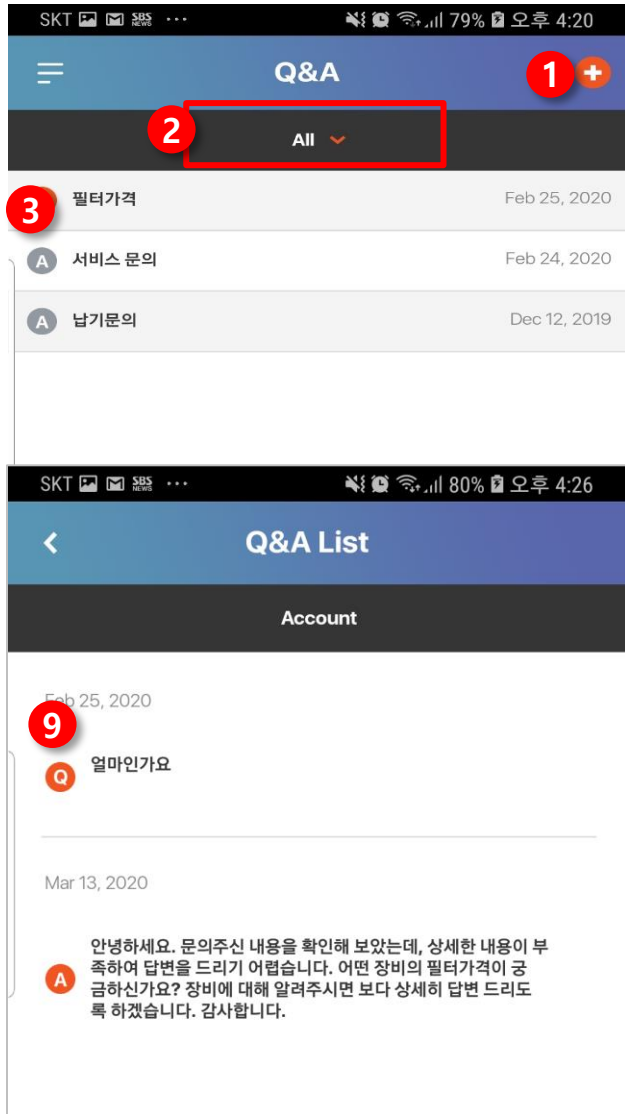 SKT SBS NEWS ··· 79% 오후 4:20
Q&A 1 +
2 All
3 필터가격 Feb 25, 2020
A 서비스 문의 Feb 24, 2020
A 납기문의 Dec 12, 2019
SKT SBS NEWS ··· 80% 오후 4:26
Q&A List
Account
Feb 25, 2020
9
Q 얼마인가요
Mar 13, 2020
안녕하세요. 문의주신 내용을 확인해 보았는데, 상세한 내용이 부
족하여 답변을 드리기 어렵습니다. 어떤 장비의 필터가격이 궁
A 금하신가요? 장비에 대해 알려주시면 보다 상세히 답변 드리도
록 하겠습니다. 감사합니다.